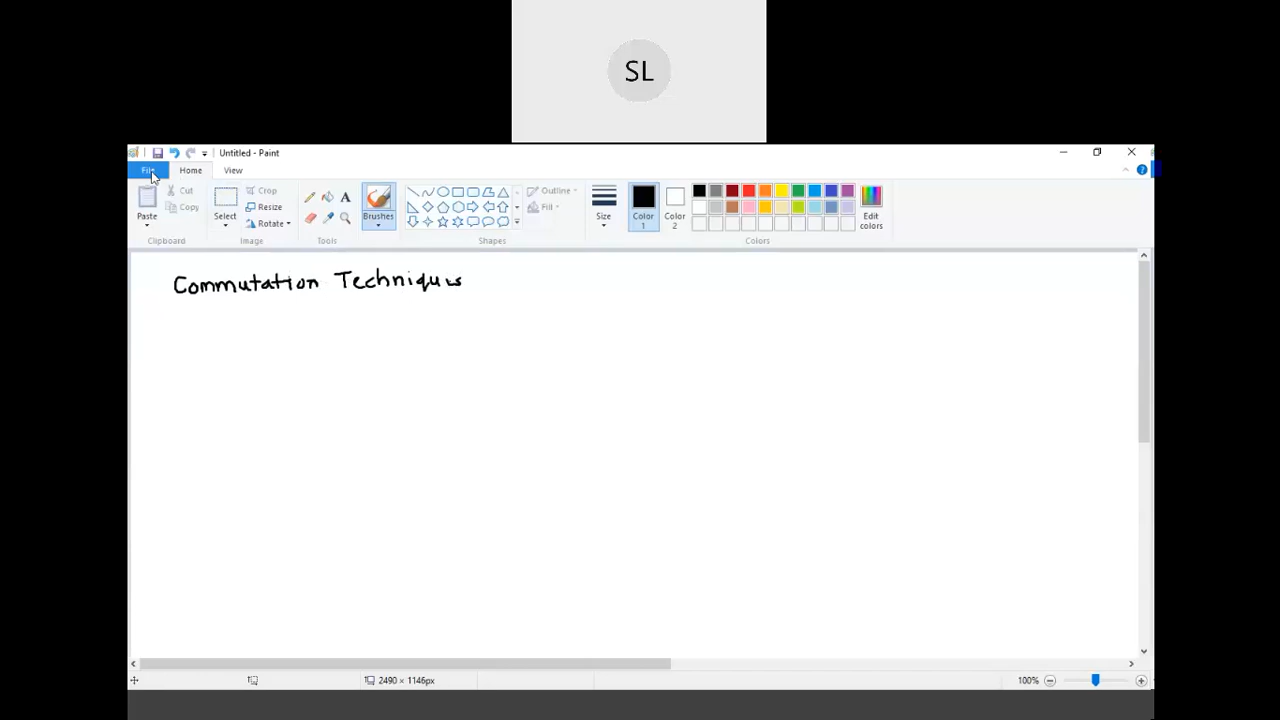 SL
Untitled - Paint
File Home View
Paste
Cut
Copy
Clipboard
Select
Crop
Resize
Rotate
Image
Tools
Brushes
Shapes
Outline
Fill
Size
Color 1
Color 2
Edit colors
Colors
Commutation Techniques
2490 × 1146px
100%